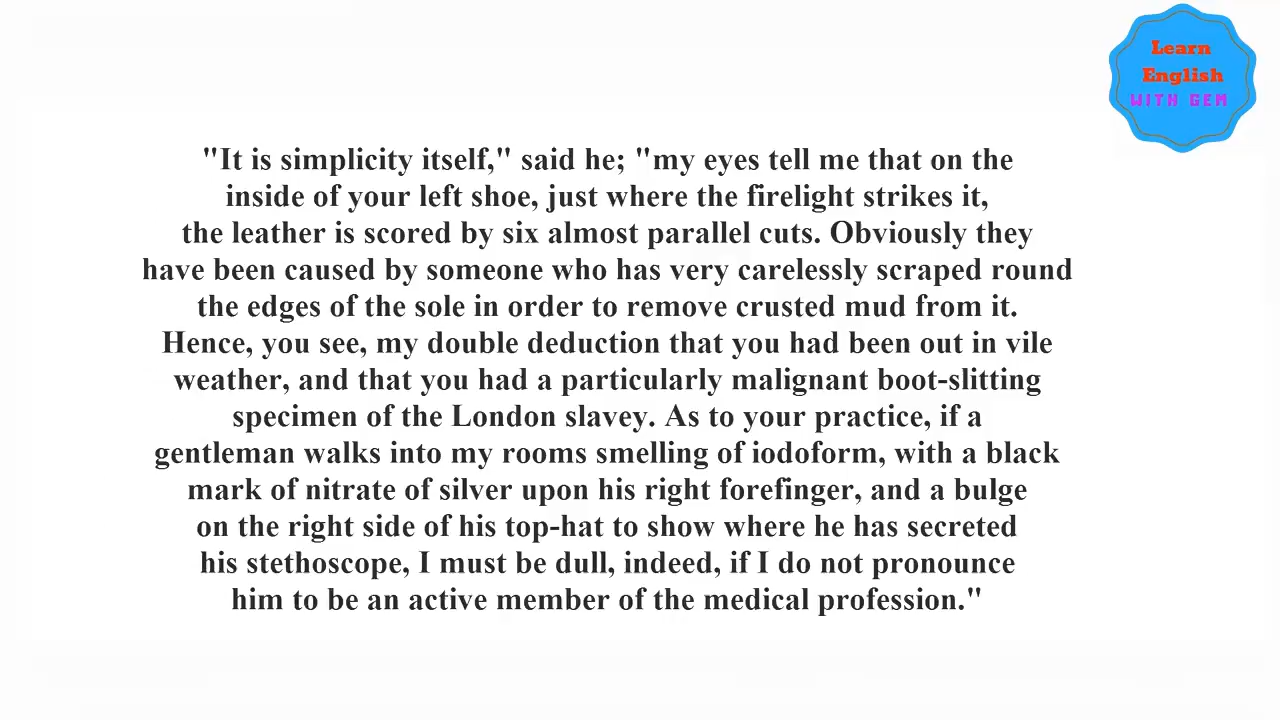 Learn
English
WITH GEM
"It is simplicity itself," said he; "my eyes tell me that on the
inside of your left shoe, just where the firelight strikes it,
the leather is scored by six almost parallel cuts. Obviously they
have been caused by someone who has very carelessly scraped round
the edges of the sole in order to remove crusted mud from it.
Hence, you see, my double deduction that you had been out in vile
weather, and that you had a particularly malignant boot-slitting
specimen of the London slavey. As to your practice, if a
gentleman walks into my rooms smelling of iodoform, with a black
mark of nitrate of silver upon his right forefinger, and a bulge
on the right side of his top-hat to show where he has secreted
his stethoscope, I must be dull, indeed, if I do not pronounce
him to be an active member of the medical profession."